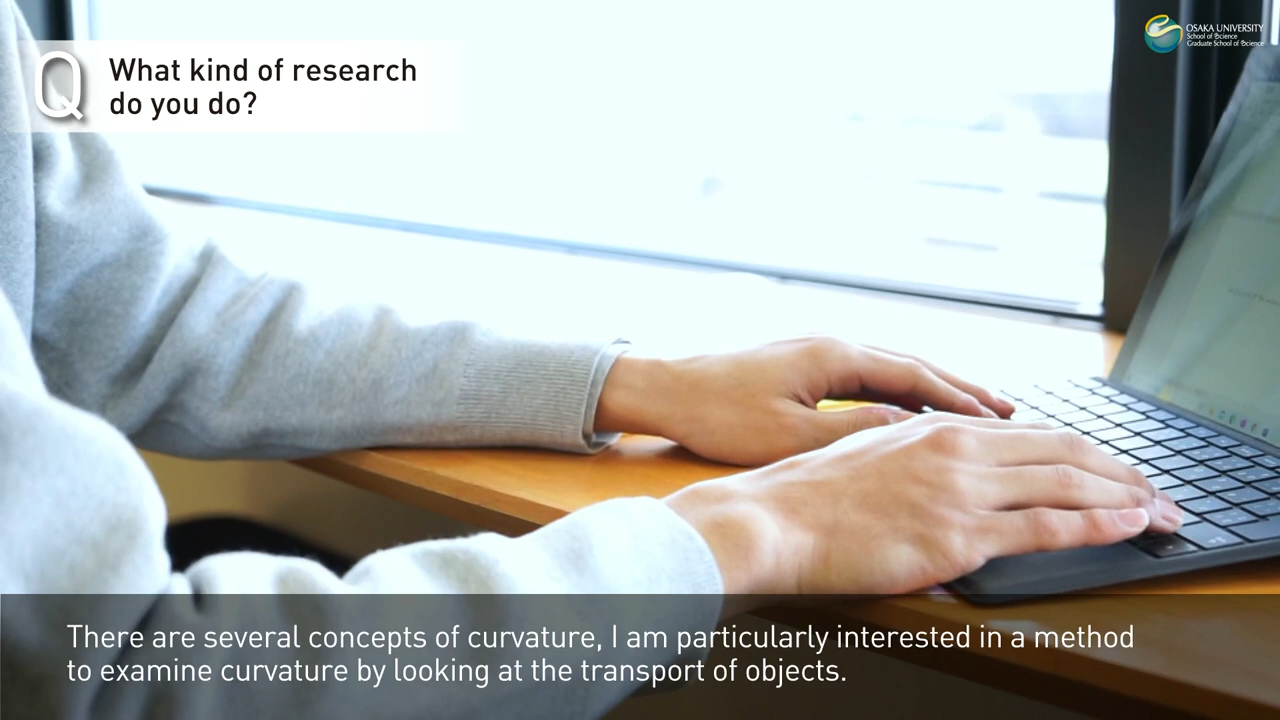 Q
What kind of research
do you do?
OSAKA UNIVERSITY
School of Science
Graduate School of Science
There are several concepts of curvature, I am particularly interested in a method
to examine curvature by looking at the transport of objects.